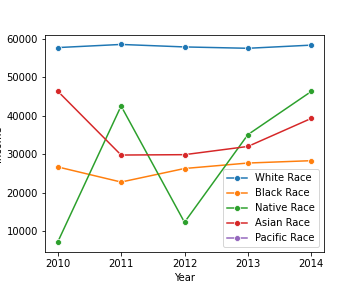 60000
50000
40000
30000
20000
10000
2010 2011 2012 2013 2014
Year
White Race
Black Race
Native Race
Asian Race
Pacific Race